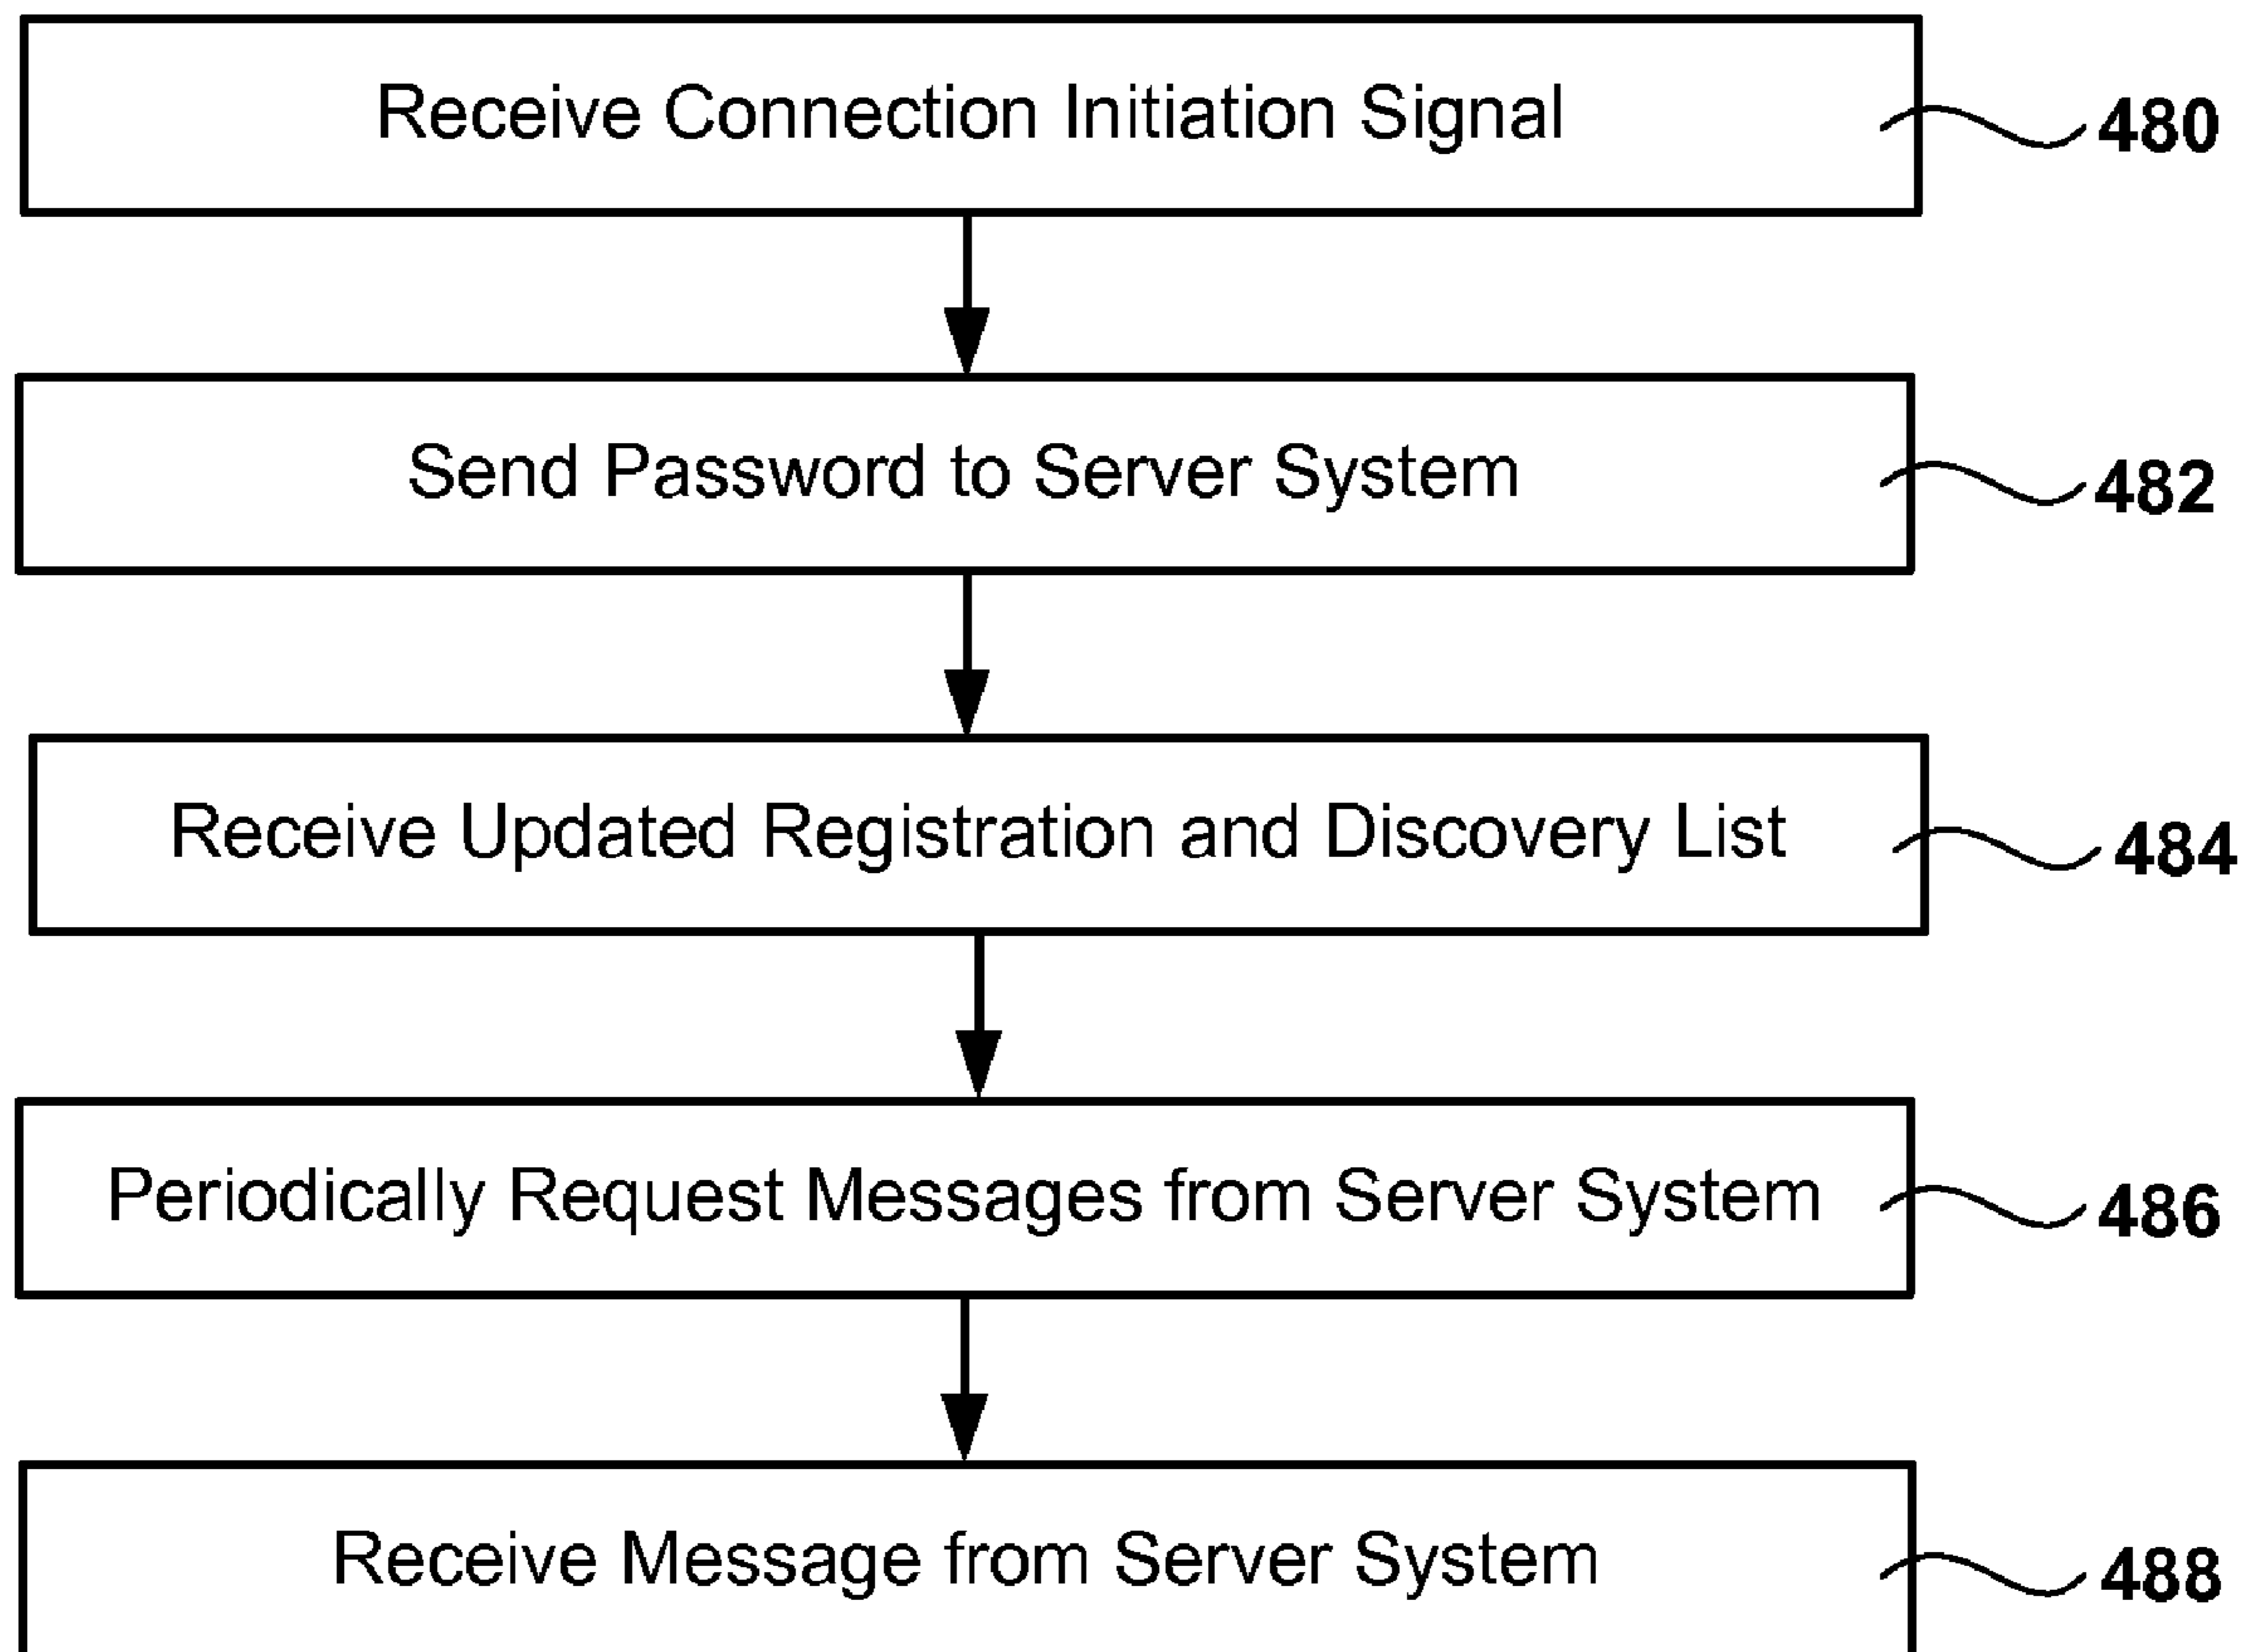 Receive Connection Initiation Signal
480
Send Password to Server System
482
Receive Updated Registration and Discovery List
484
Periodically Request Messages from Server System
486
Receive Message from Server System
488